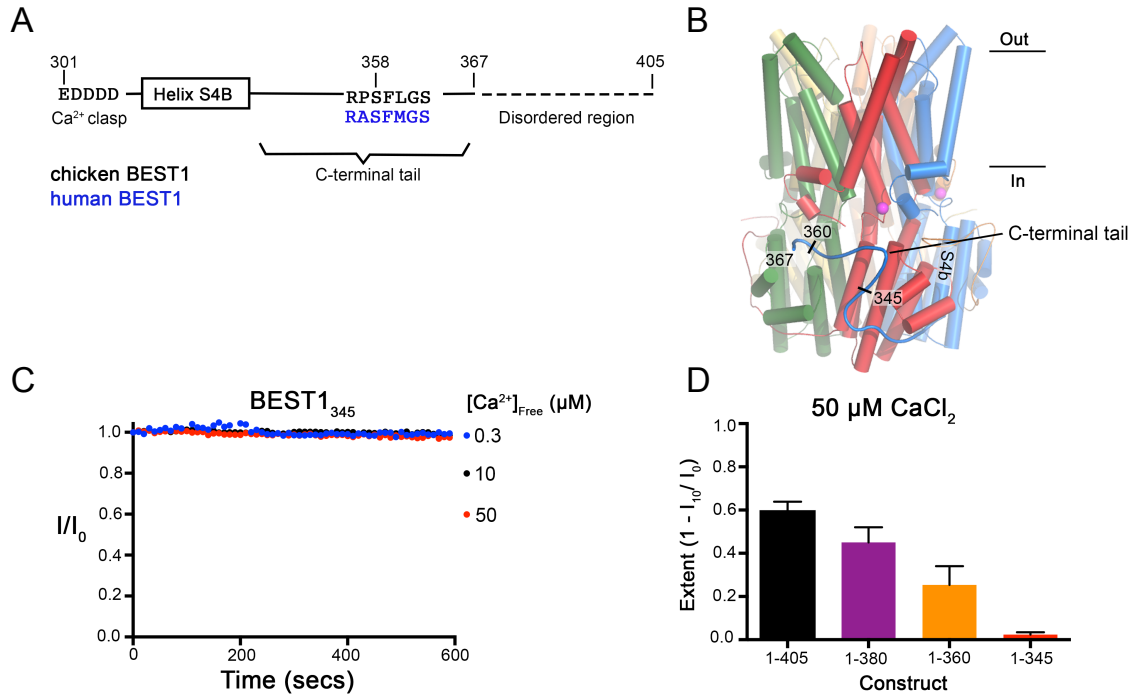 A
301
358
367
405
EDDDD
Helix S4B
RPSFLGS
RASFMGS
Ca²⁺ clasp
Disordered region
C-terminal tail
chicken BEST1
human BEST1
B
Out
In
C-terminal tail
360
367
345
S4b
C
BEST1₃₄₅
[Ca²⁺]Free (µM)
0.3
10
50
I/I₀
1.0
0.8
0.6
0.4
0.2
0.0
0
200
400
600
Time (secs)
D
50 µM CaCl₂
Extent (1 - I₁₀/ I₀)
1.0
0.8
0.6
0.4
0.2
0.0
1-405
1-380
1-360
1-345
Construct